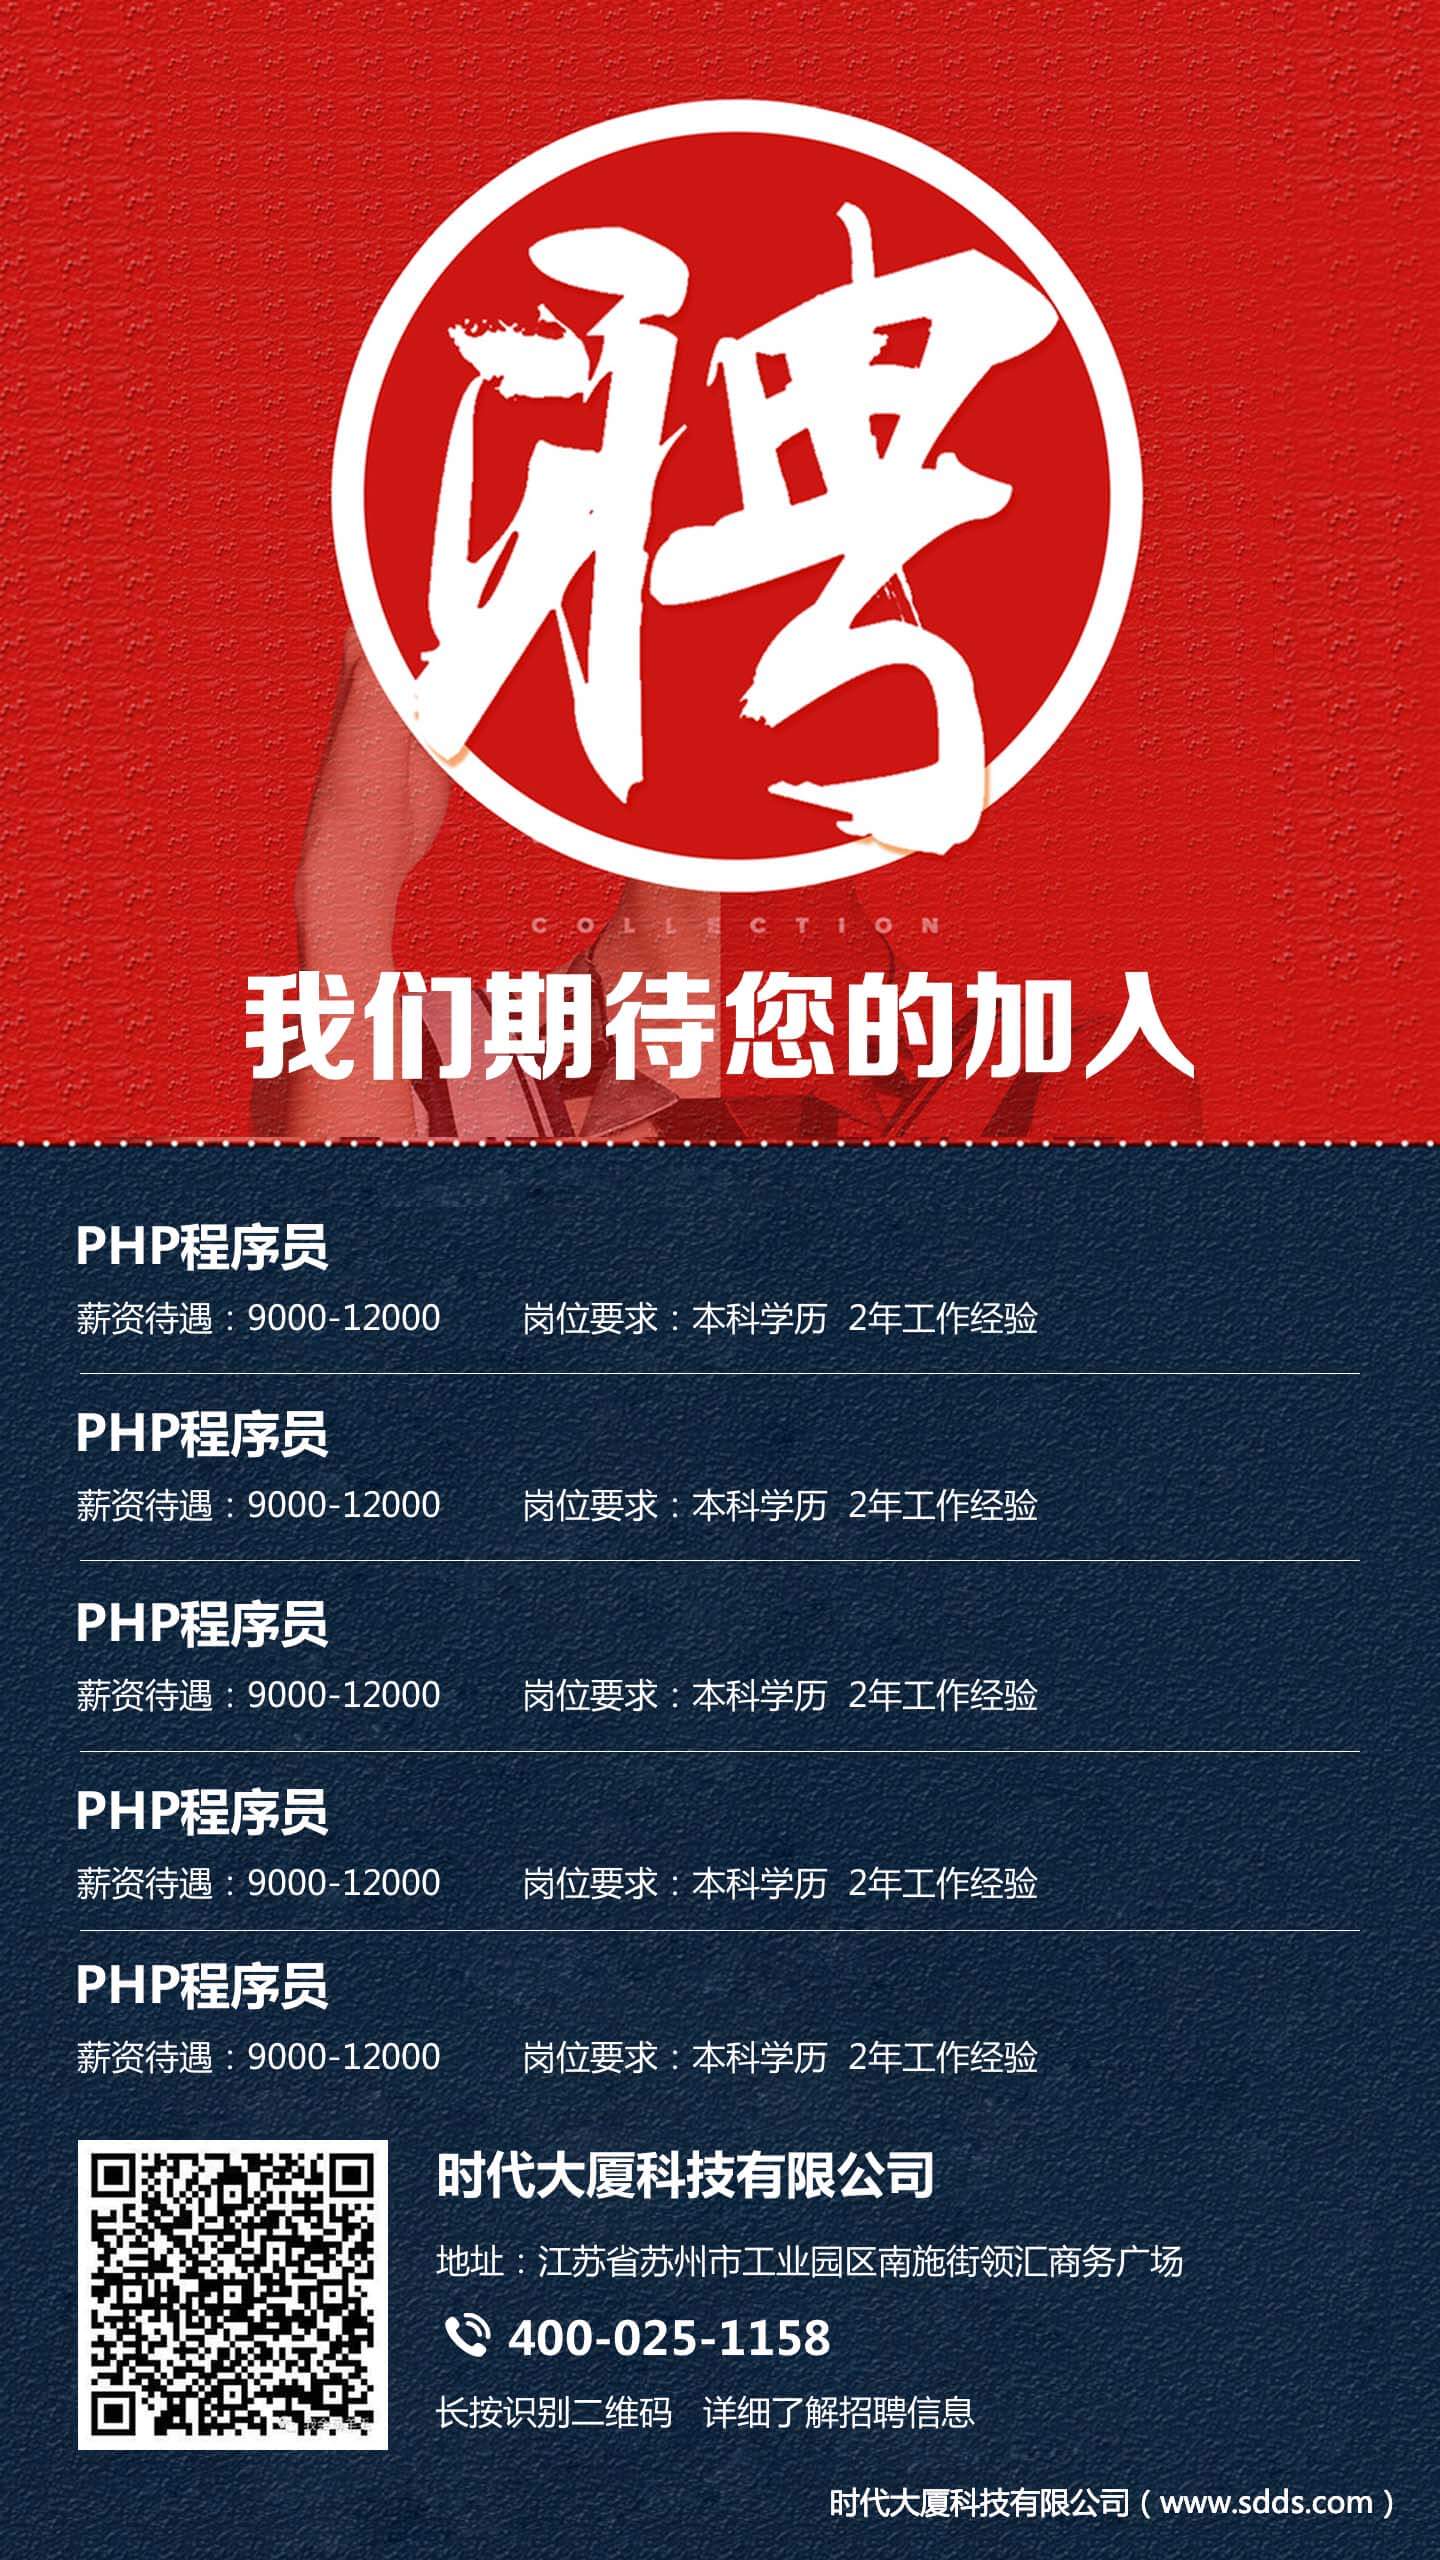 聘
COLLECTION
我们期待您的加入
PHP程序员
薪资待遇：9000-12000 岗位要求：本科学历 2年工作经验
PHP程序员
薪资待遇：9000-12000 岗位要求：本科学历 2年工作经验
PHP程序员
薪资待遇：9000-12000 岗位要求：本科学历 2年工作经验
PHP程序员
薪资待遇：9000-12000 岗位要求：本科学历 2年工作经验
PHP程序员
薪资待遇：9000-12000 岗位要求：本科学历 2年工作经验
时代大厦科技有限公司
地址：江苏省苏州市工业园区南施街领汇商务广场
400-025-1158
长按识别二维码 详细了解招聘信息
时代大厦科技有限公司（www.sdds.com）